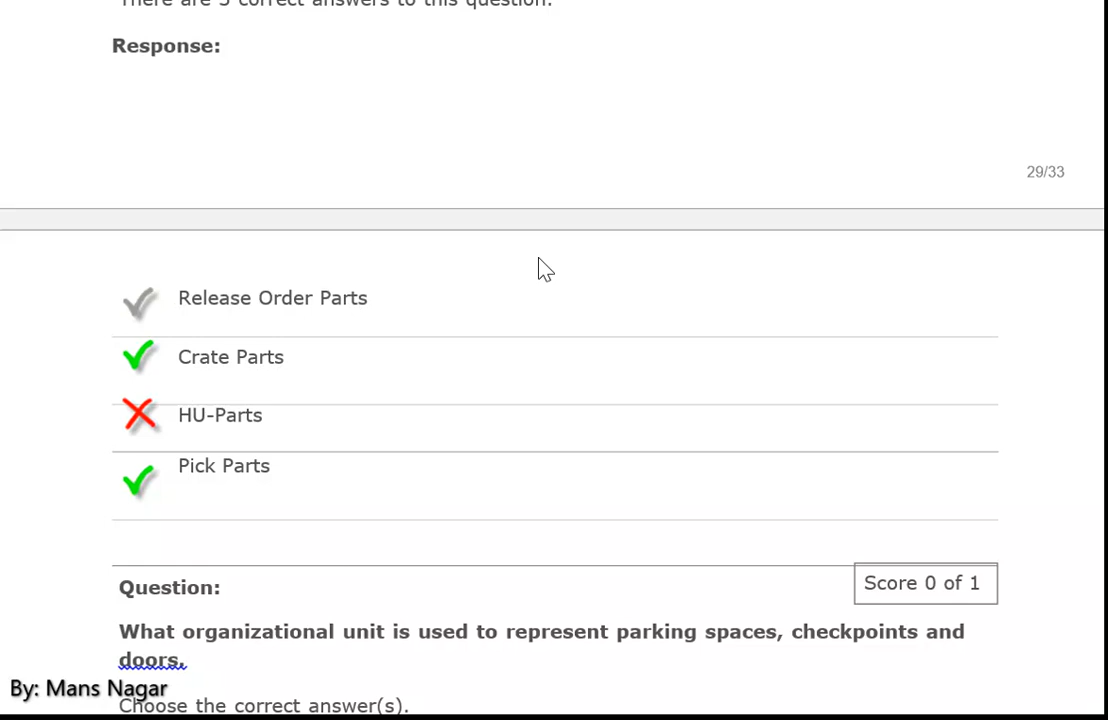 There are 3 correct answers to this question.
Response:
29/33
Release Order Parts
Crate Parts
HU-Parts
Pick Parts
Question:
Score 0 of 1
What organizational unit is used to represent parking spaces, checkpoints and
doors.
By: Mans Nagar
Choose the correct answer(s).